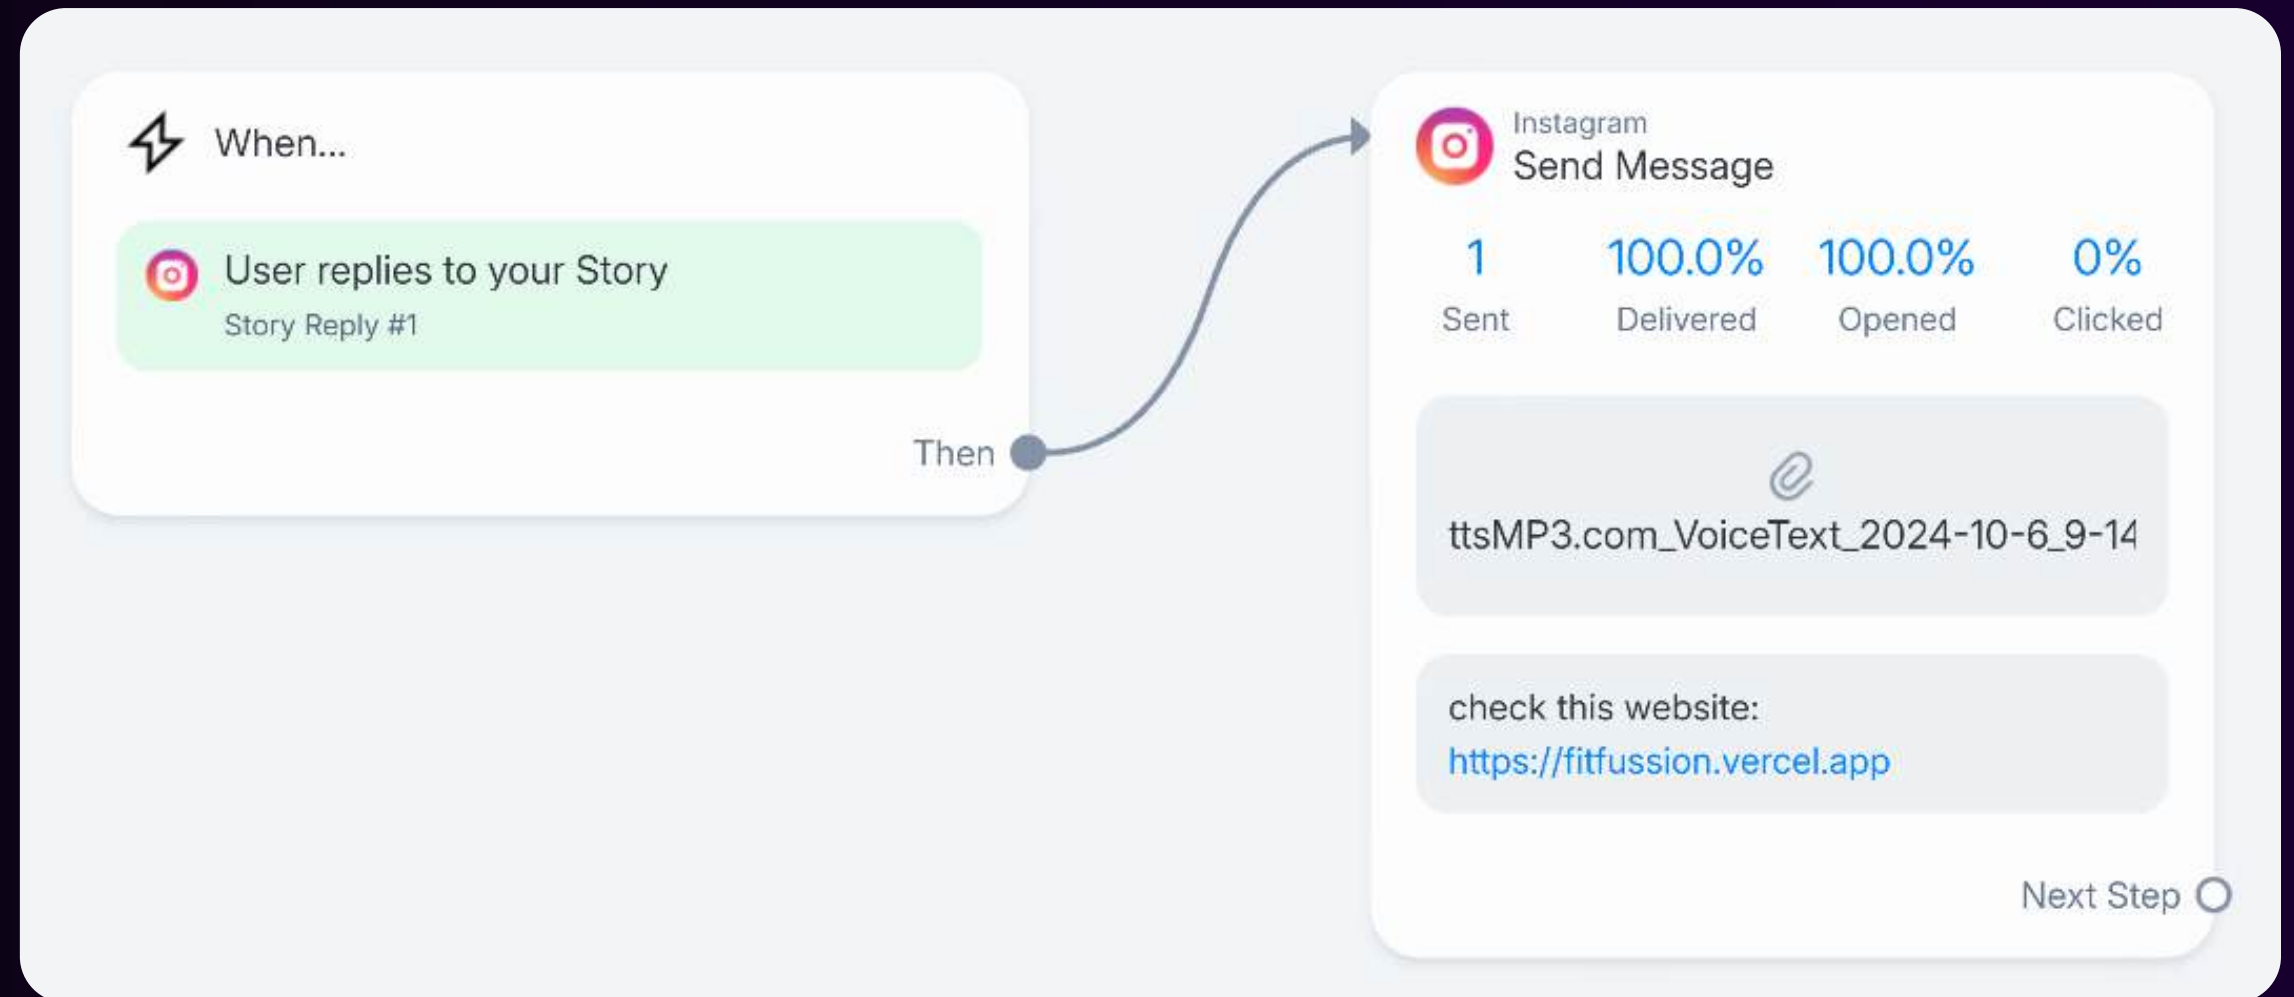 When...
User replies to your Story
Story Reply #1
Then
Instagram
Send Message
1 100.0% 100.0% 0%
Sent Delivered Opened Clicked
ttsMP3.com_VoiceText_2024-10-6_9-14
check this website:
https://fitfussion.vercel.app
Next Step